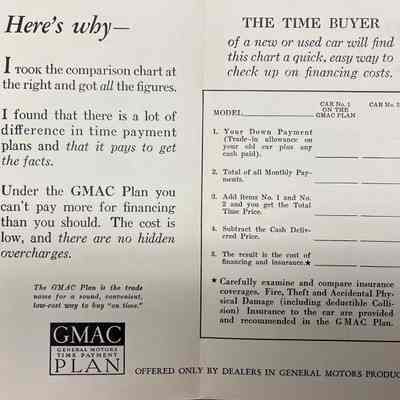 Here's why—
I TOOK the comparison chart at
the right and got all the figures.
I found that there is a lot of
difference in time payment
plans and that it pays to get
the facts.
Under the GMAC Plan you
can't pay more for financing
than you should. The cost is
low, and there are no hidden
overcharges.
The GMAC Plan is the trade
name for a sound, convenient,
low-cost way to buy "on time."
GMAC
GENERAL MOTORS
TIME PAYMENT
PLAN
THE TIME BUYER
of a new or used car will find
this chart a quick, easy way to
check up on financing costs.
MODEL
CAR No. 1
ON THE
GMAC PLAN
CAR No.
1. Your Down Payment
(Trade-in allowance on
your old car plus any
cash paid).
2. Total of all Monthly Pay-
ments.
3. Add items No. 1 and No.
2 and you get the Total
Time Price.
4. Subtract the Cash Deliv-
ered Price.
5. The result is the cost of
financing and insurance.★
★ Carefully examine and compare insurance
coverages. Fire, Theft and Accidental Phy-
sical Damage (including deductible Colli-
sion) Insurance to the car are provided
and recommended in the GMAC Plan.
OFFERED ONLY BY DEALERS IN GENERAL MOTORS PRODUC